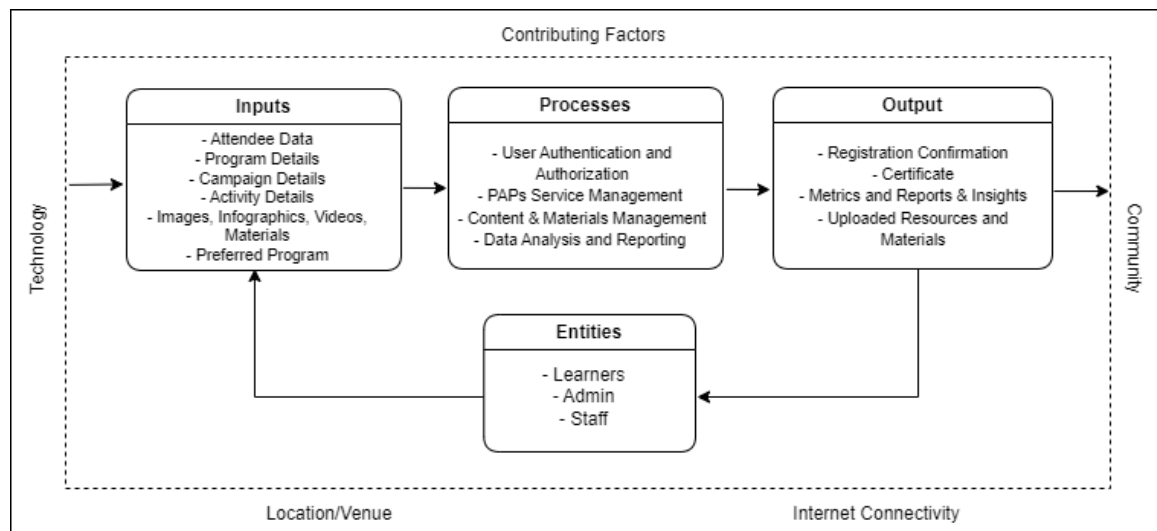 Contributing Factors
Technology
Inputs
- Attendee Data
- Program Details
- Campaign Details
- Activity Details
- Images, Infographics, Videos,
Materials
- Preferred Program
Processes
- User Authentication and
Authorization
- PAPs Service Management
- Content & Materials Management
- Data Analysis and Reporting
Output
- Registration Confirmation
- Certificate
- Metrics and Reports & Insights
- Uploaded Resources and
Materials
Community
Entities
- Learners
- Admin
- Staff
Location/Venue
Internet Connectivity